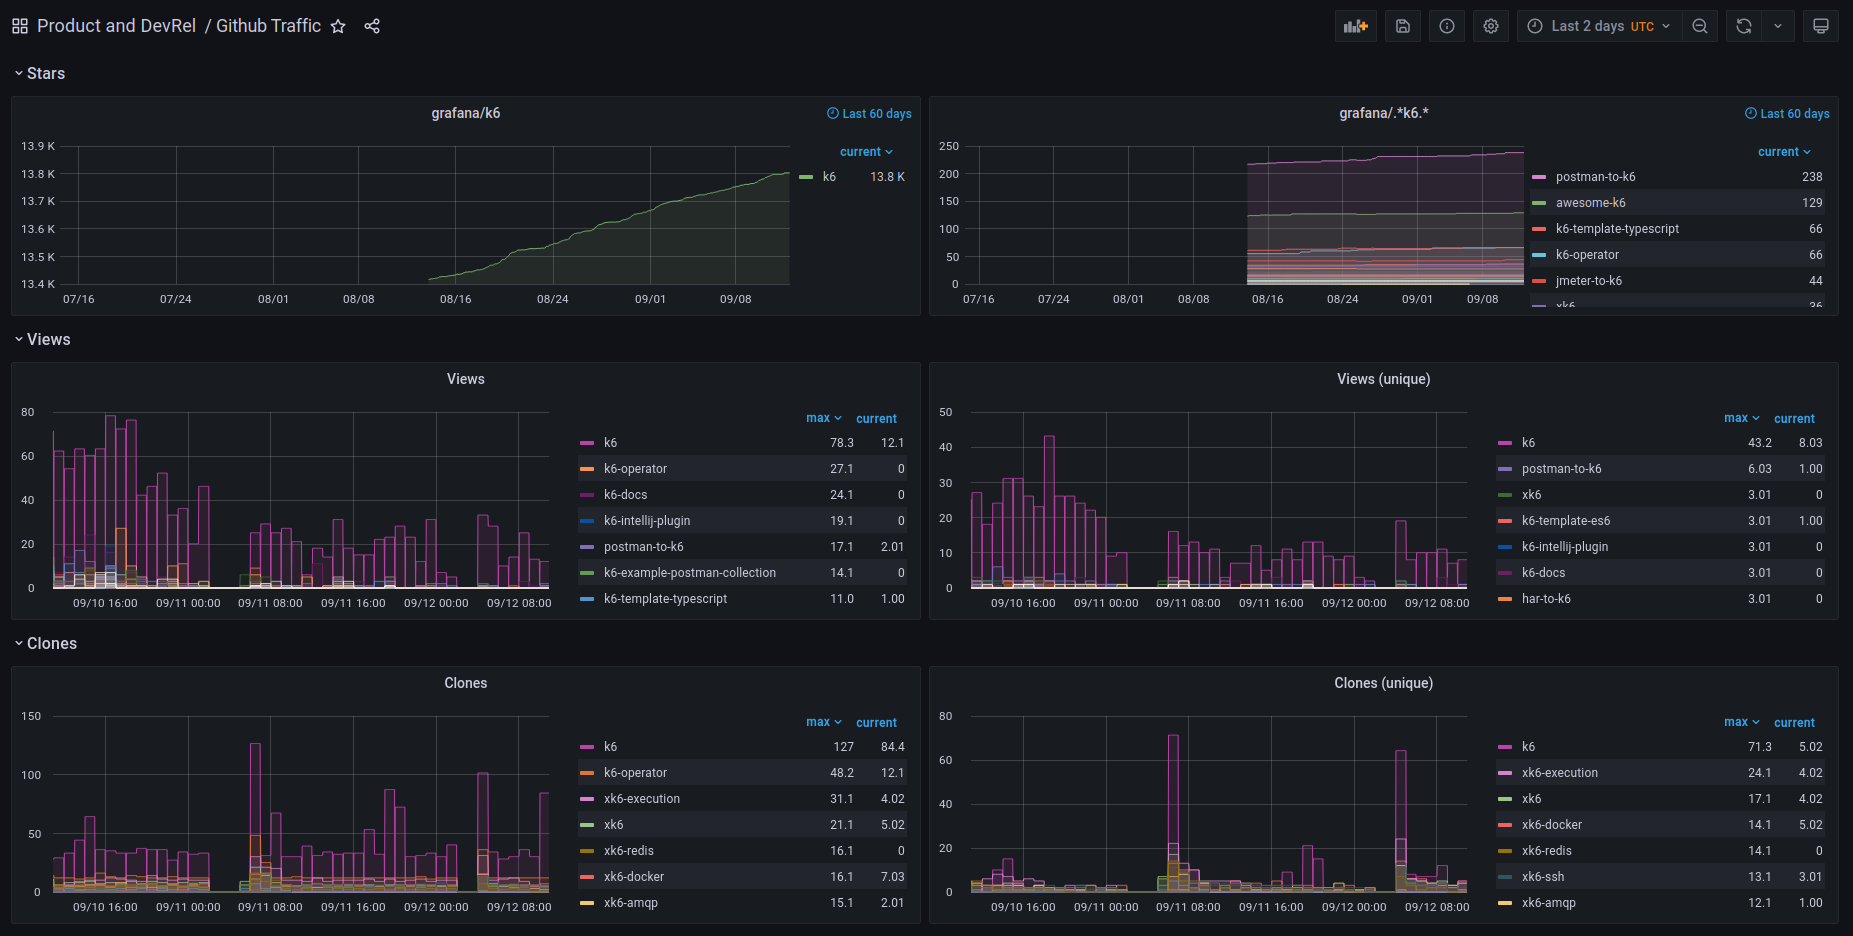 Product and DevRel / Github Traffic
Last 2 days UTC
Stars
grafana/k6
Last 60 days
13.9 K
13.8 K
13.7 K
13.6 K
13.5 K
13.4 K
07/16 07/24 08/01 08/08 08/16 08/24 09/01 09/08
current
k6 13.8 K
grafana/.*k6.*
Last 60 days
250
200
150
100
50
0
07/16 07/24 08/01 08/08 08/16 08/24 09/01 09/08
current
postman-to-k6 238
awesome-k6 129
k6-template-typescript 66
k6-operator 66
jmeter-to-k6 44
xk6 36
Views
Views
80
60
40
20
0
09/10 16:00 09/11 00:00 09/11 08:00 09/11 16:00 09/12 00:00 09/12 08:00
max current
k6 78.3 12.1
k6-operator 27.1 0
k6-docs 24.1 0
k6-intellij-plugin 19.1 0
postman-to-k6 17.1 2.01
k6-example-postman-collection 14.1 0
k6-template-typescript 11.0 1.00
Views (unique)
50
40
30
20
10
0
09/10 16:00 09/11 00:00 09/11 08:00 09/11 16:00 09/12 00:00 09/12 08:00
max current
k6 43.2 8.03
postman-to-k6 6.03 1.00
xk6 3.01 0
k6-template-es6 3.01 1.00
k6-intellij-plugin 3.01 0
k6-docs 3.01 0
har-to-k6 3.01 0
Clones
Clones
150
100
50
0
09/10 16:00 09/11 00:00 09/11 08:00 09/11 16:00 09/12 00:00 09/12 08:00
max current
k6 127 84.4
k6-operator 48.2 12.1
xk6-execution 31.1 4.02
xk6 21.1 5.02
xk6-redis 16.1 0
xk6-docker 16.1 7.03
xk6-amqp 15.1 2.01
Clones (unique)
80
60
40
20
0
09/10 16:00 09/11 00:00 09/11 08:00 09/11 16:00 09/12 00:00 09/12 08:00
max current
k6 71.3 5.02
xk6-execution 24.1 4.02
xk6 17.1 4.02
xk6-docker 14.1 5.02
xk6-redis 14.1 0
xk6-ssh 13.1 3.01
xk6-amqp 12.1 1.00